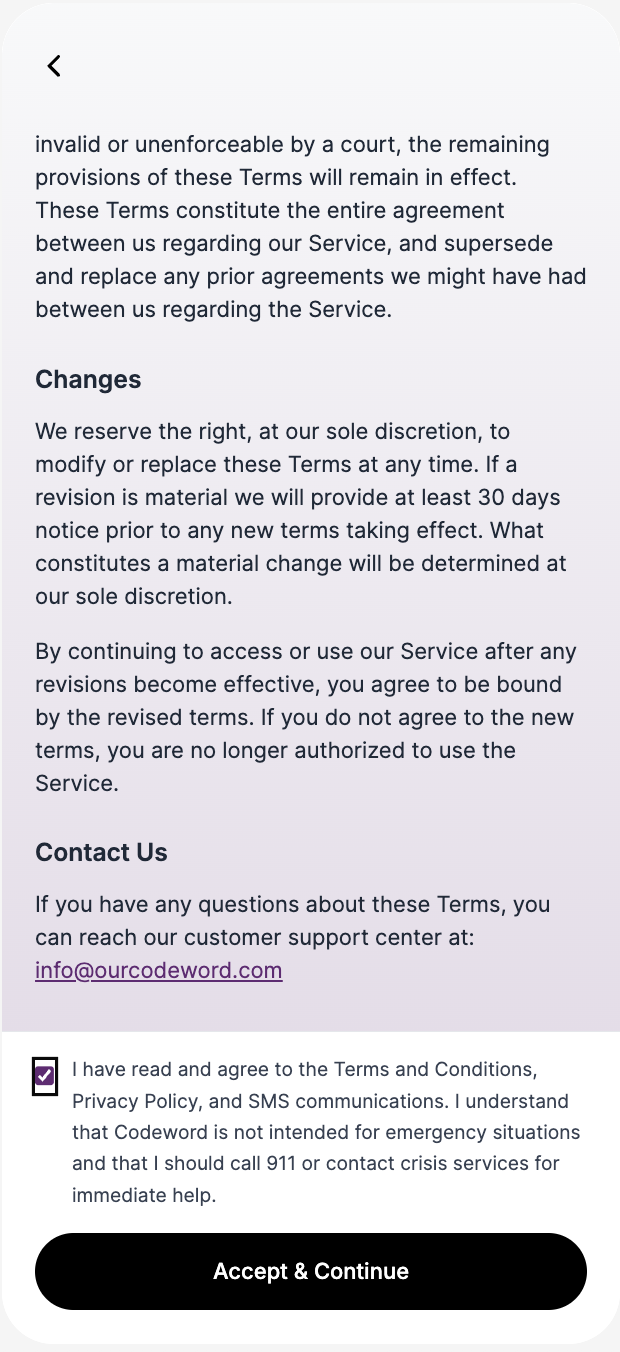 invalid or unenforceable by a court, the remaining
provisions of these Terms will remain in effect.
These Terms constitute the entire agreement
between us regarding our Service, and supersede
and replace any prior agreements we might have had
between us regarding the Service.
Changes
We reserve the right, at our sole discretion, to
modify or replace these Terms at any time. If a
revision is material we will provide at least 30 days
notice prior to any new terms taking effect. What
constitutes a material change will be determined at
our sole discretion.
By continuing to access or use our Service after any
revisions become effective, you agree to be bound
by the revised terms. If you do not agree to the new
terms, you are no longer authorized to use the
Service.
Contact Us
If you have any questions about these Terms, you
can reach our customer support center at:
info@ourcodeword.com
I have read and agree to the Terms and Conditions,
Privacy Policy, and SMS communications. I understand
that Codeword is not intended for emergency situations
and that I should call 911 or contact crisis services for
immediate help.
Accept & Continue